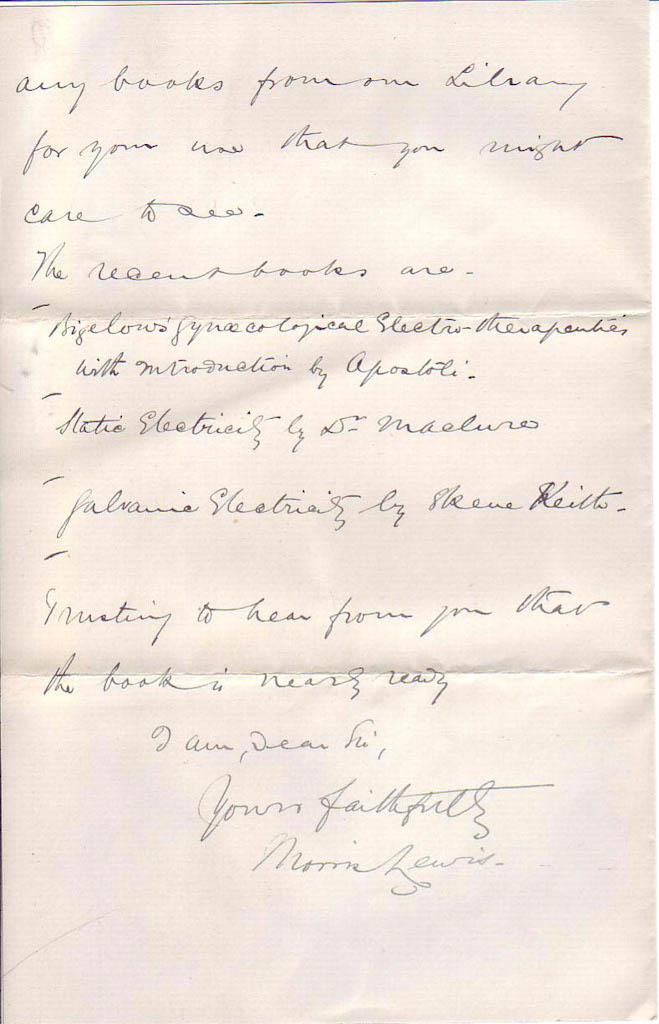 any books from our Library
for your use that you might
care to see -
The recent books are -
Bigelow's Gynæcological Electro-therapeutics
with introduction by Apostoli.
Static Electricity by Dr Maclure
Galvanic Electricity by Skene Keith -
Trusting to hear from you that
the book is nearly ready
I am, Dear Sir,
Yours faithfully
Morris Lewis -